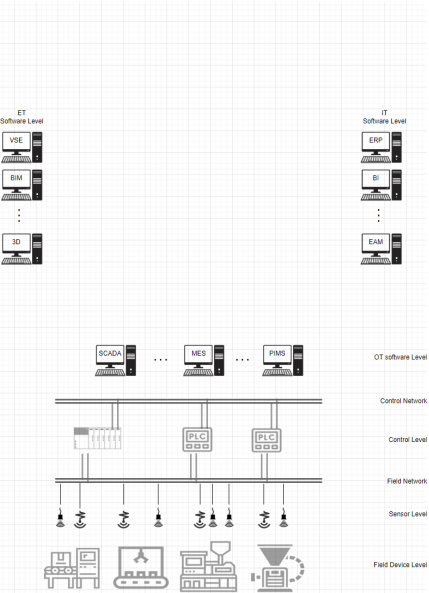 ET
Software Level
IT
Software Level
VSE
ERP
BIM
BI
3D
EAM
SCADA
MES
PIMS
OT software Level
Control Network
PLC
PLC
Control Level
Field Network
Sensor Level
Field Device Level